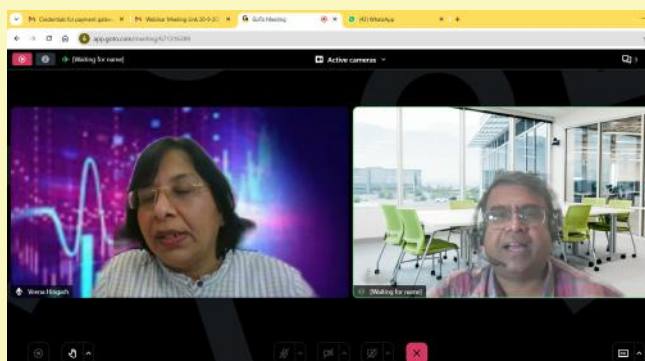 Credentials for payment gatew
Webinar Meeting Link 20-9-20
GoTo Meeting
(42) WhatsApp
app.goto.com/meeting/
[Waiting for name]
Active cameras
Veena Hingarh
[Waiting for name]